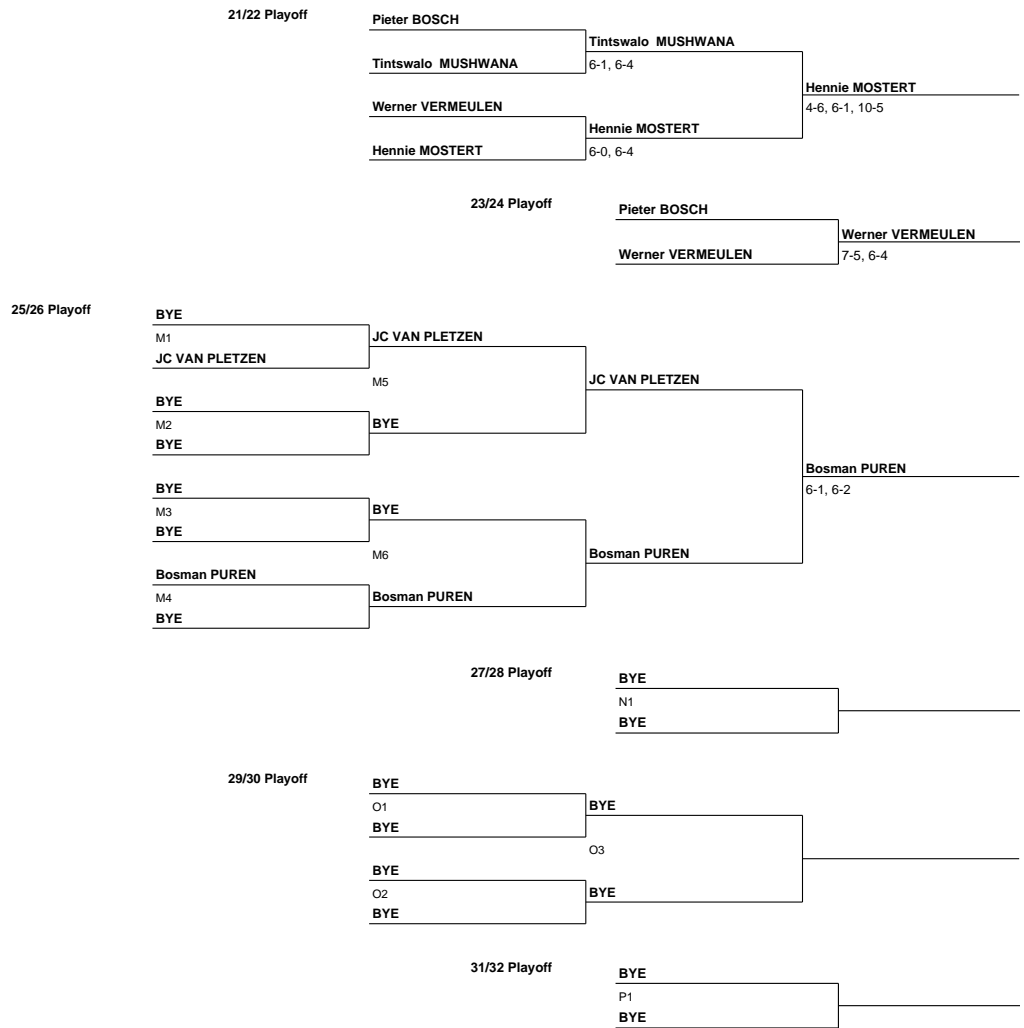 21/22 Playoff
Pieter BOSCH
Tintswalo MUSHWANA
Tintswalo MUSHWANA
6-1, 6-4
Hennie MOSTERT
4-6, 6-1, 10-5
Werner VERMEULEN
Hennie MOSTERT
Hennie MOSTERT
6-0, 6-4
23/24 Playoff
Pieter BOSCH
Werner VERMEULEN
Werner VERMEULEN
7-5, 6-4
25/26 Playoff
BYE
M1
JC VAN PLETZEN
JC VAN PLETZEN
M5
JC VAN PLETZEN
BYE
M2
BYE
BYE
Bosman PUREN
6-1, 6-2
BYE
M3
BYE
BYE
M6
Bosman PUREN
Bosman PUREN
M4
Bosman PUREN
BYE
27/28 Playoff
BYE
N1
BYE
29/30 Playoff
BYE
O1
BYE
BYE
O3
BYE
O2
BYE
BYE
31/32 Playoff
BYE
P1
BYE